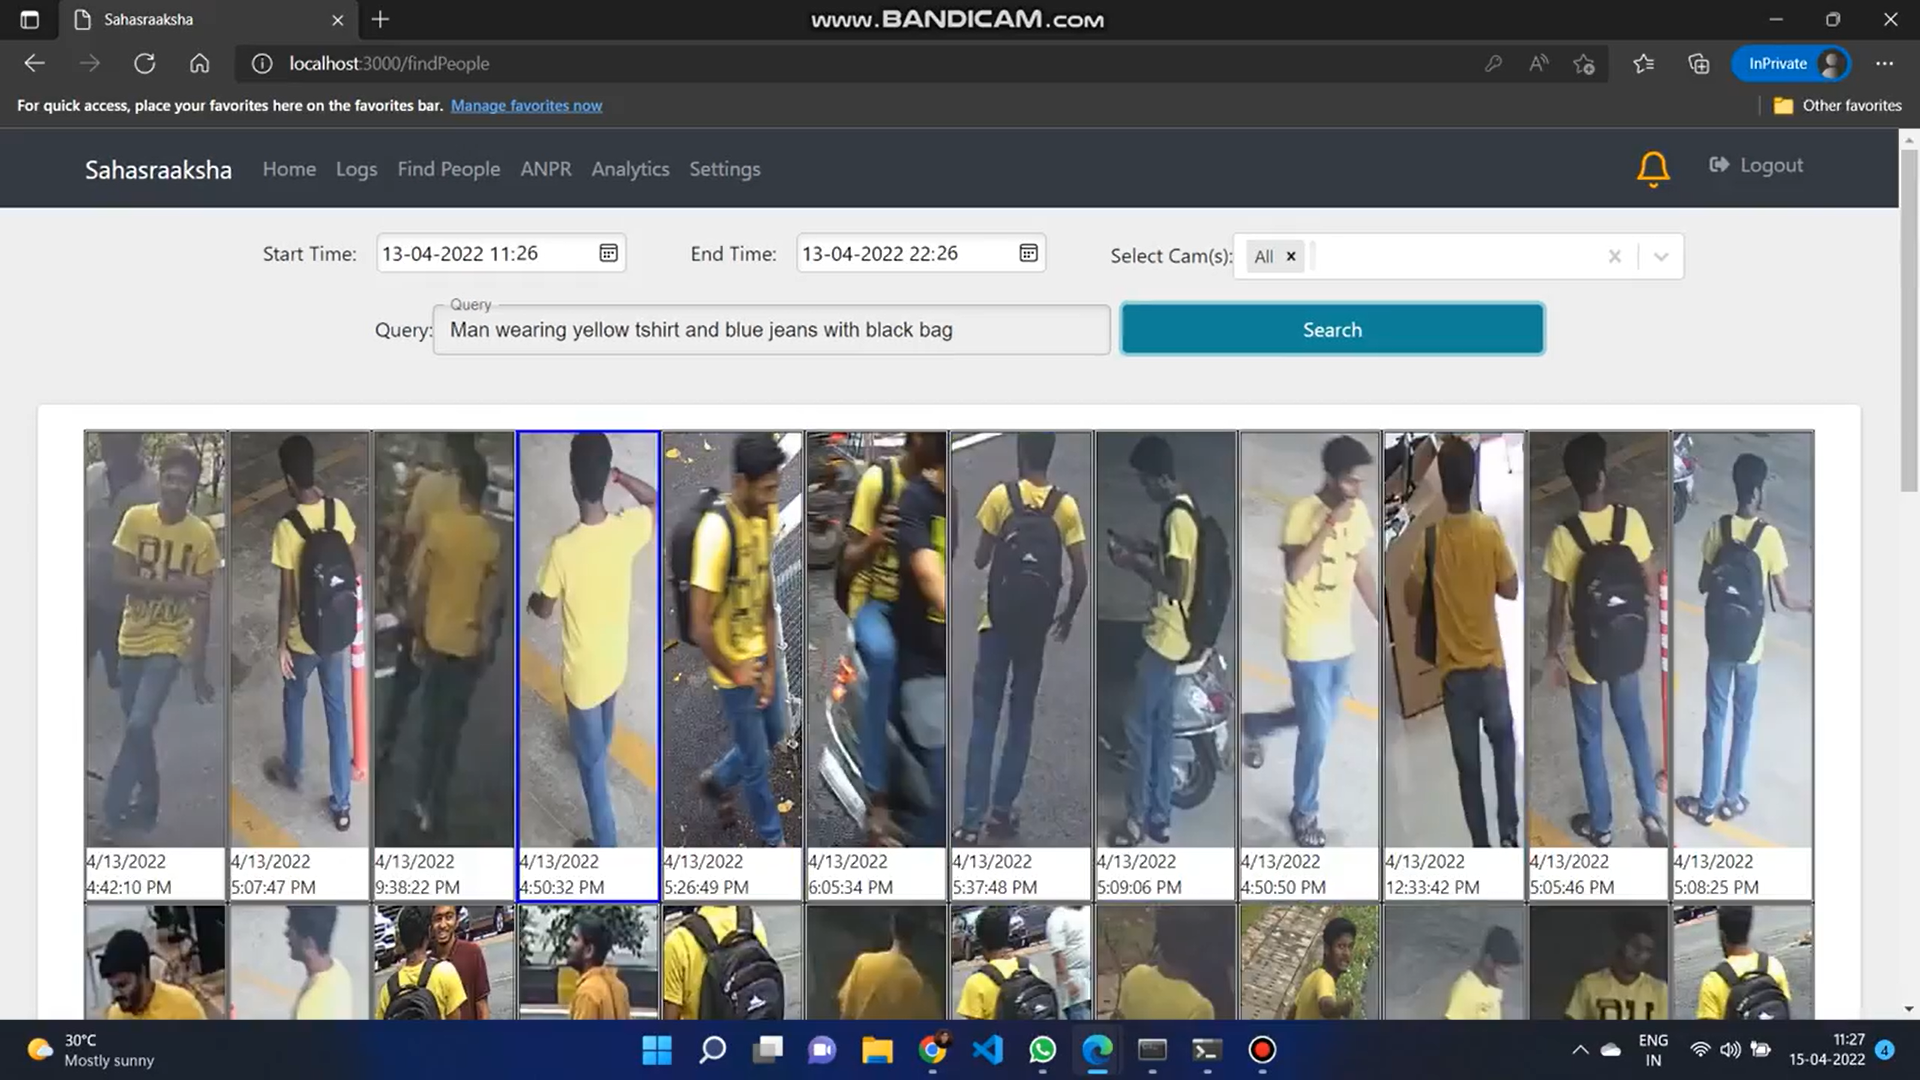 Sahasraaksha
www.BANDICAM.com
localhost:3000/findPeople
InPrivate
For quick access, place your favorites here on the favorites bar. Manage favorites now
Other favorites
Sahasraaksha Home Logs Find People ANPR Analytics Settings Logout
Start Time: 13-04-2022 11:26 End Time: 13-04-2022 22:26 Select Cam(s): All ×
Query
Query: Man wearing yellow tshirt and blue jeans with black bag Search
4/13/2022 4/13/2022 4/13/2022 4/13/2022 4/13/2022 4/13/2022 4/13/2022 4/13/2022 4/13/2022 4/13/2022 4/13/2022 4/13/2022
4:42:10 PM 5:07:47 PM 9:38:22 PM 4:50:32 PM 5:26:49 PM 6:05:34 PM 5:37:48 PM 5:09:06 PM 4:50:50 PM 12:33:42 PM 5:05:46 PM 5:08:25 PM
30°C
Mostly sunny
ENG
IN
11:27
15-04-2022
4